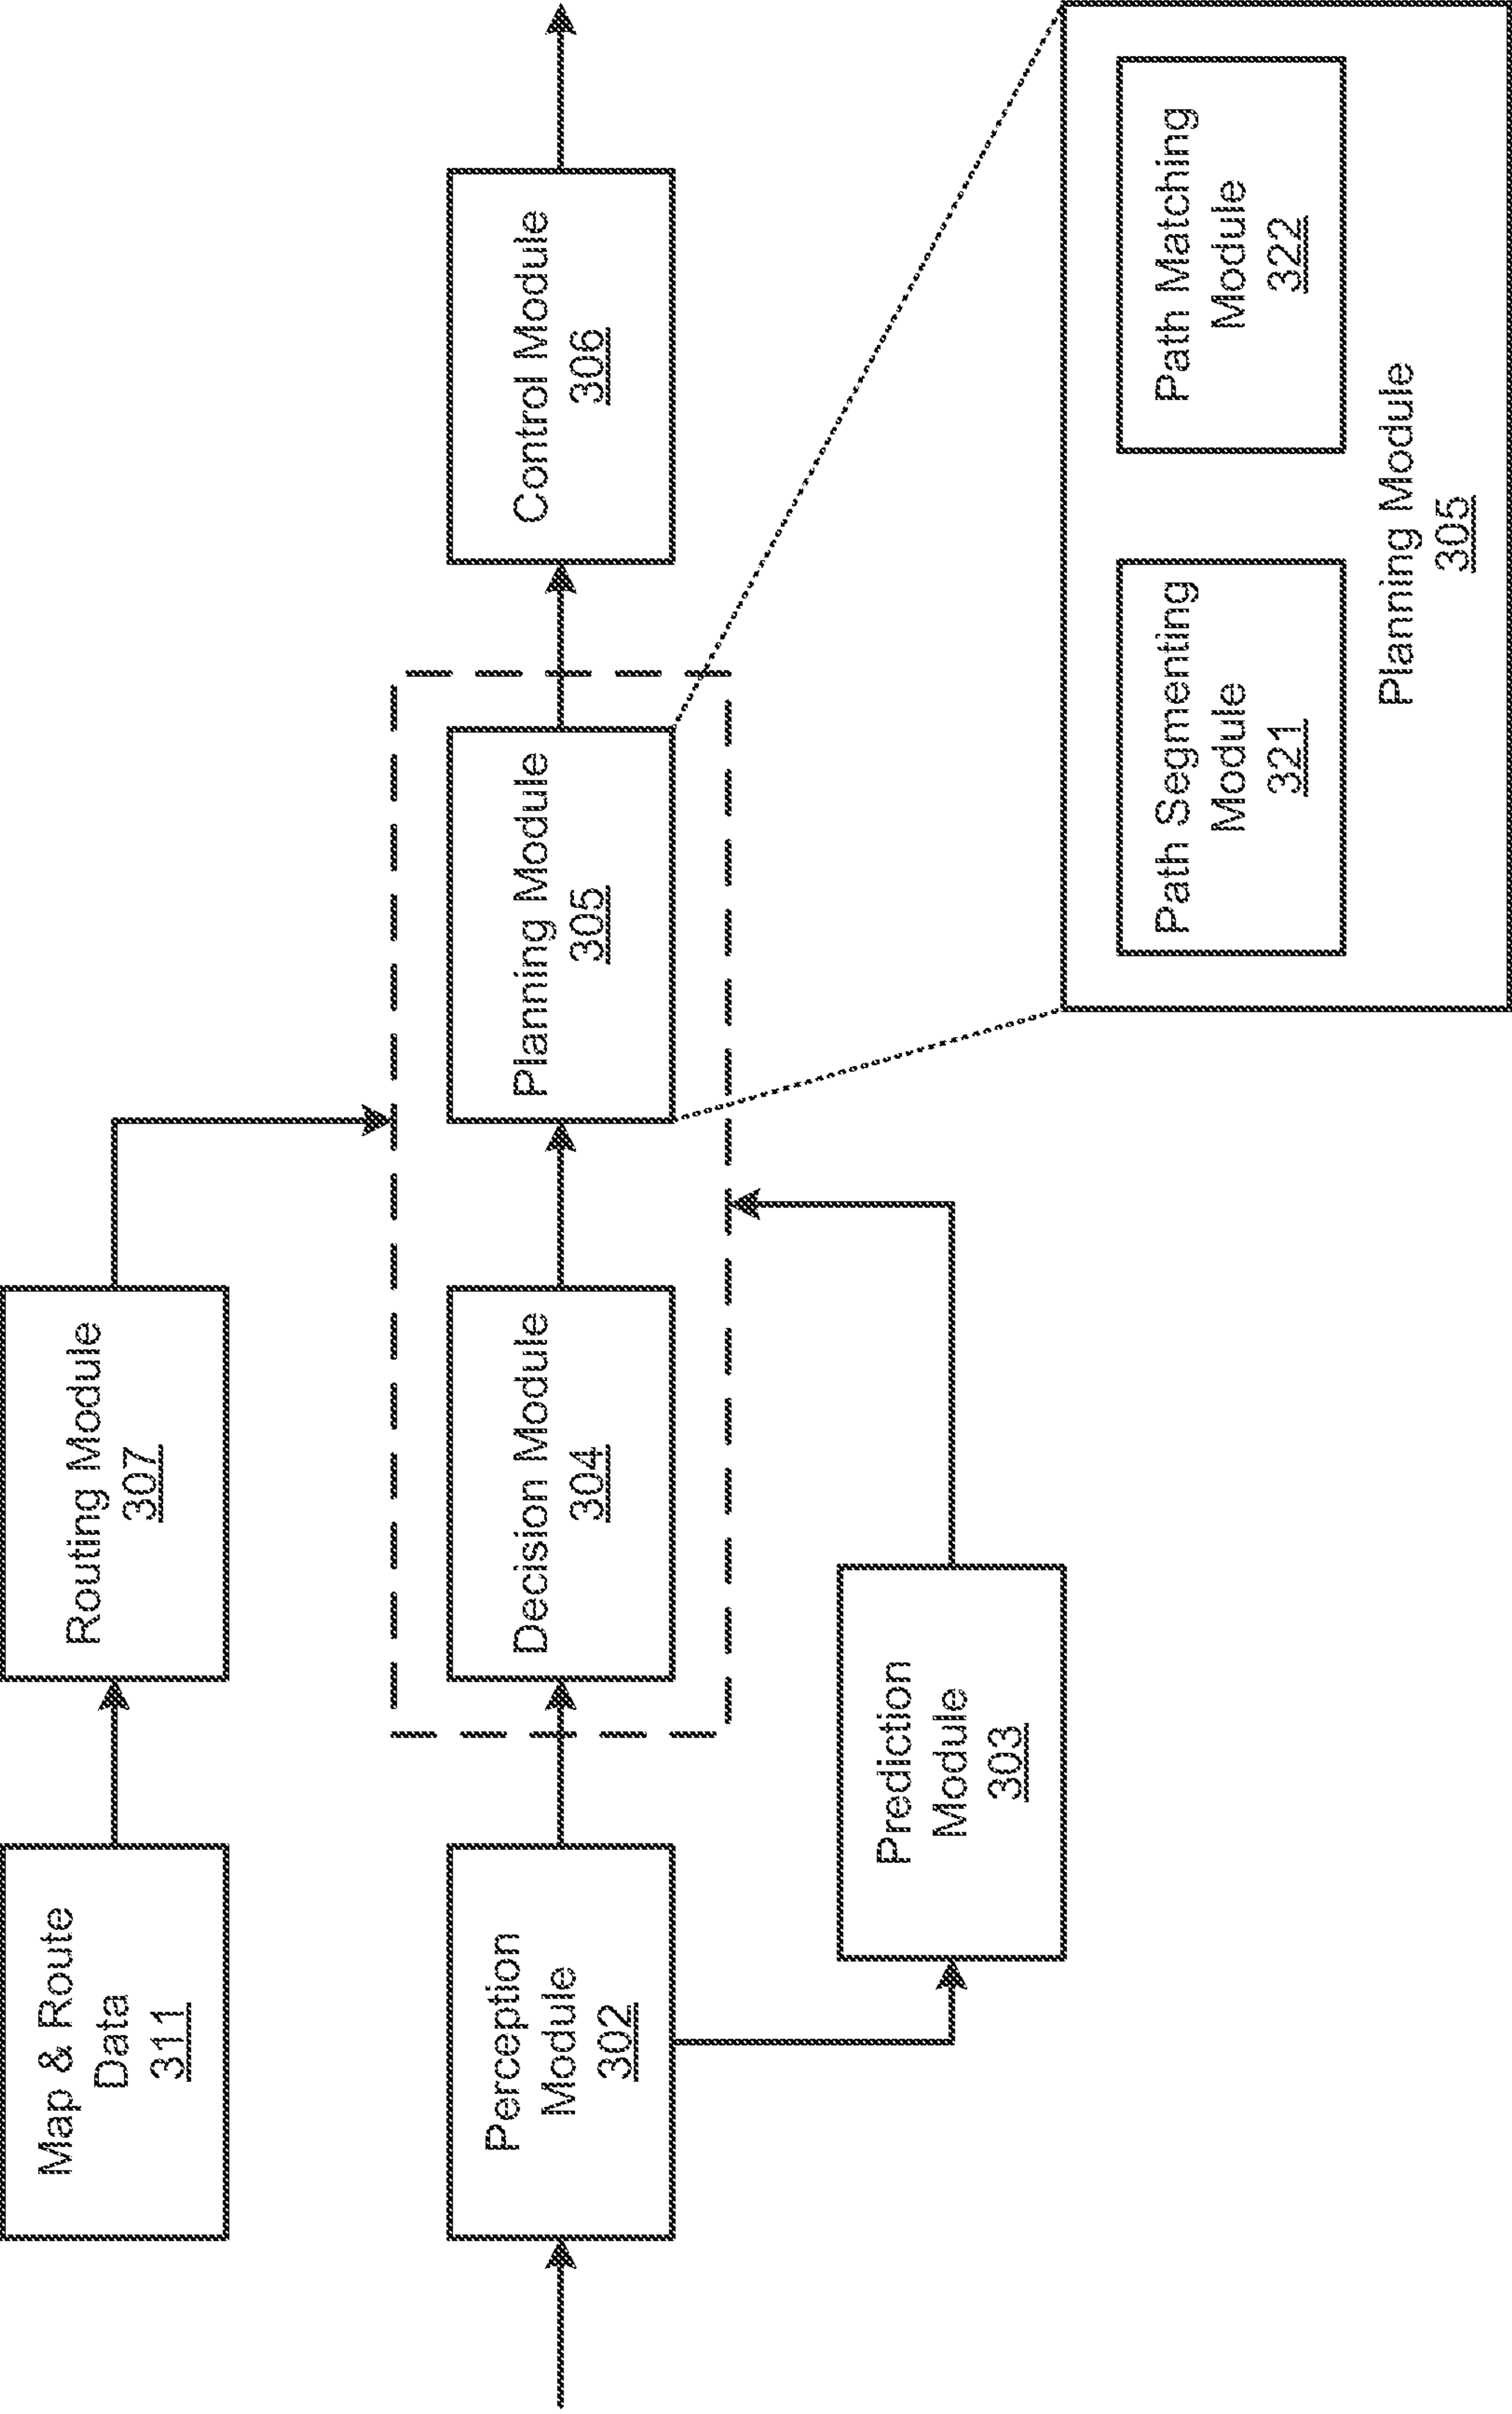 Map & Route
Data
311
Routing Module
307
Perception
Module
302
Decision Module
304
Planning Module
305
Control Module
306
Prediction
Module
303
Path Segmenting
Module
321
Path Matching
Module
322
Planning Module
305